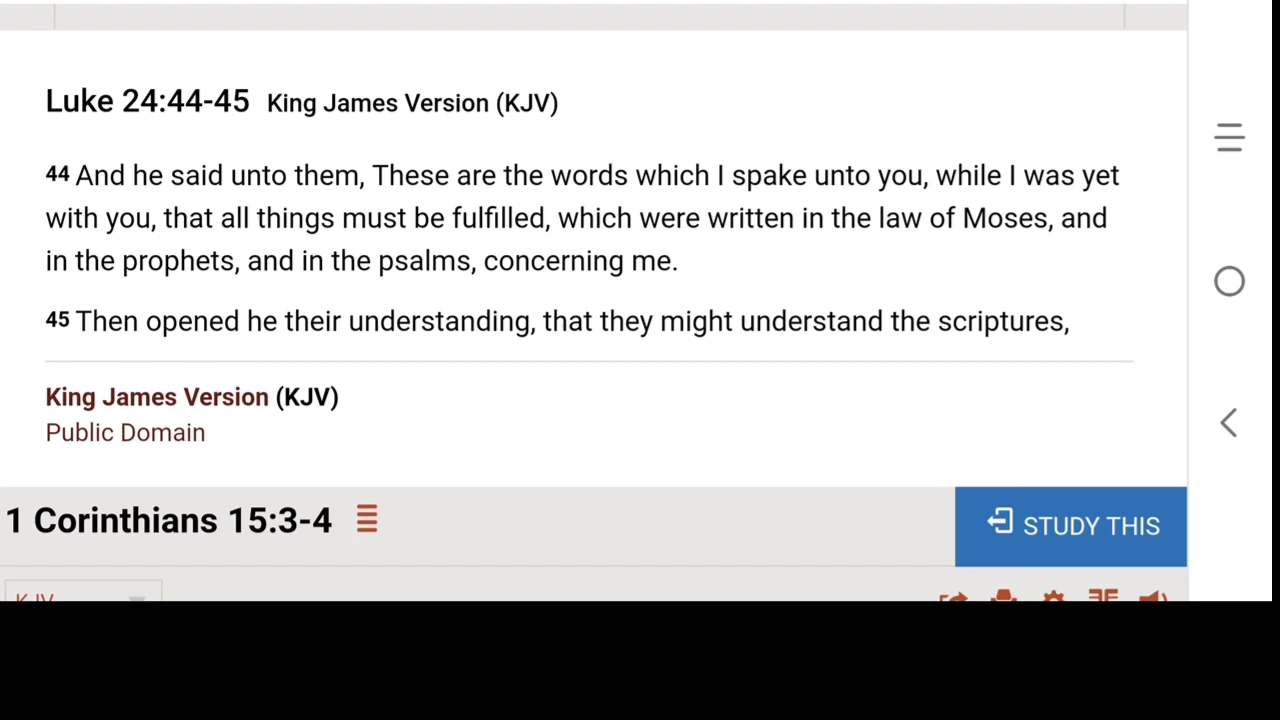 Luke 24:44-45 King James Version (KJV)
44 And he said unto them, These are the words which I spake unto you, while I was yet
with you, that all things must be fulfilled, which were written in the law of Moses, and
in the prophets, and in the psalms, concerning me.
45 Then opened he their understanding, that they might understand the scriptures,
King James Version (KJV)
Public Domain
1 Corinthians 15:3-4
STUDY THIS
KJV